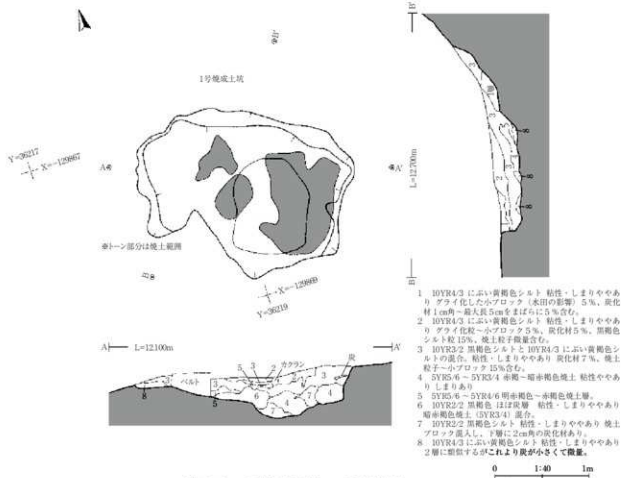 B'
1号焼成土坑
Y=36217
X=-129867
A
A'
L=12.700m
※トーン部分は焼土範囲
B
X=-129869
Y=36219
B
A
L=12.100m
A'
ベルト
カクラン
炭
1 10YR4/3 にぶい黄褐色シルト 粘性・しまりややあ
り グライ化した小ブロック（水田の影響）5％、炭化
材1㎝角～最大長5㎝をまばらに5％含む。
2 10YR4/3 にぶい黄褐色シルト 粘性・しまりややあ
り グライ化粒～小ブロック5％、炭化材5％、黒褐色
シルト粒15％、焼土粒子微量含む。
3 10YR3/2 黒褐色シルトと10YR4/3 にぶい黄褐色シ
ルトの混合。粘性・しまりややあり 炭化材7％、焼土
粒子～小ブロック15％含む。
4 5YR5/6～5YR3/4 赤褐～暗赤褐色焼土 粘性ややあ
り しまりあり
5 5YR5/6～5YR4/6 明赤褐色～赤褐色焼土層。
6 10YR2/2 黒褐色 ほぼ炭層 粘性・しまりややあり
暗赤褐色焼土（5YR3/4）混合。
7 10YR2/2 黒褐色シルト 粘性・しまりややあり 焼土
ブロック混入し、下層に2㎝角の炭化材あり。
8 10YR4/3 にぶい黄褐色シルト 粘性・しまりややあり
2層に類似するがこれより炭が小さくて微量。
0 1:40 1m